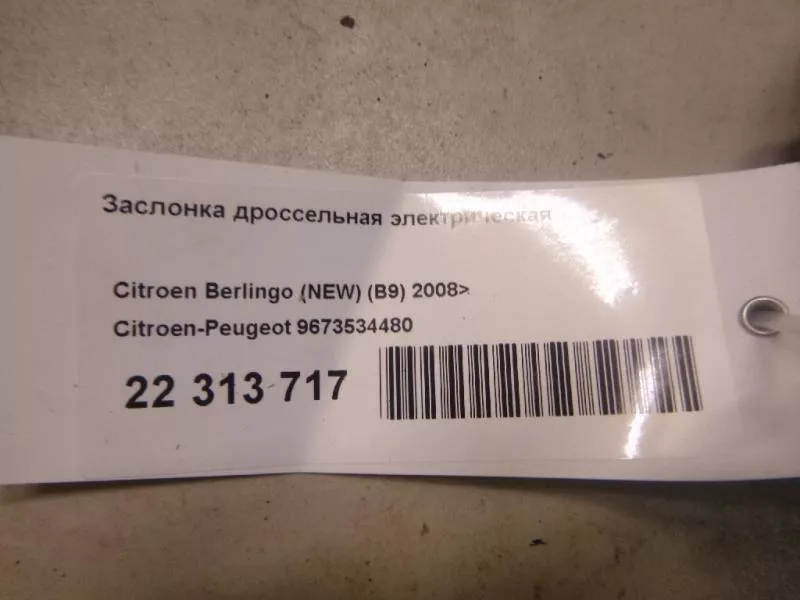 Заслонка дроссельная электрическая
Citroen Berlingo (NEW) (B9) 2008>
Citroen-Peugeot 9673534480
22 313 717